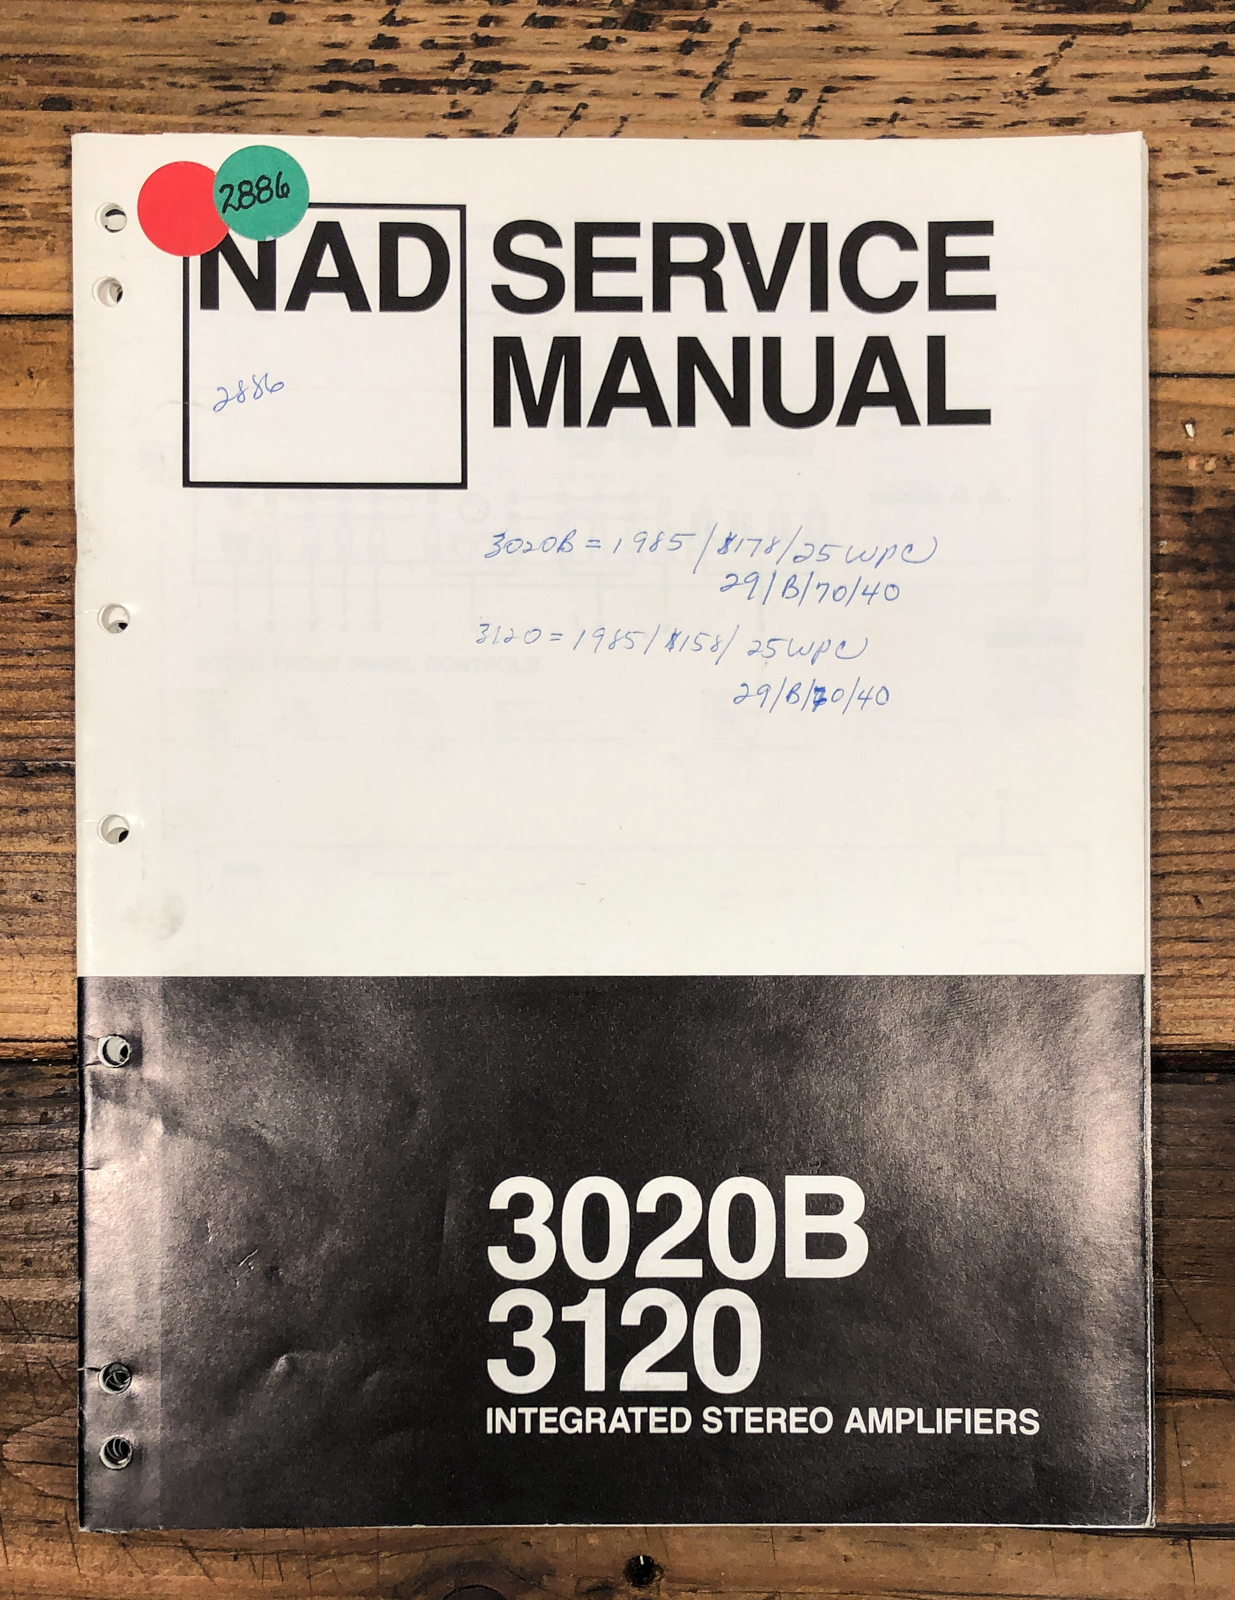 2886
NAD SERVICE
MANUAL
2886
3020B = 1985 / $178 / 25 WPC
29/B/70/40
3120 = 1985 / $158 / 25 WPC
29/B/70/40
3020B
3120
INTEGRATED STEREO AMPLIFIERS